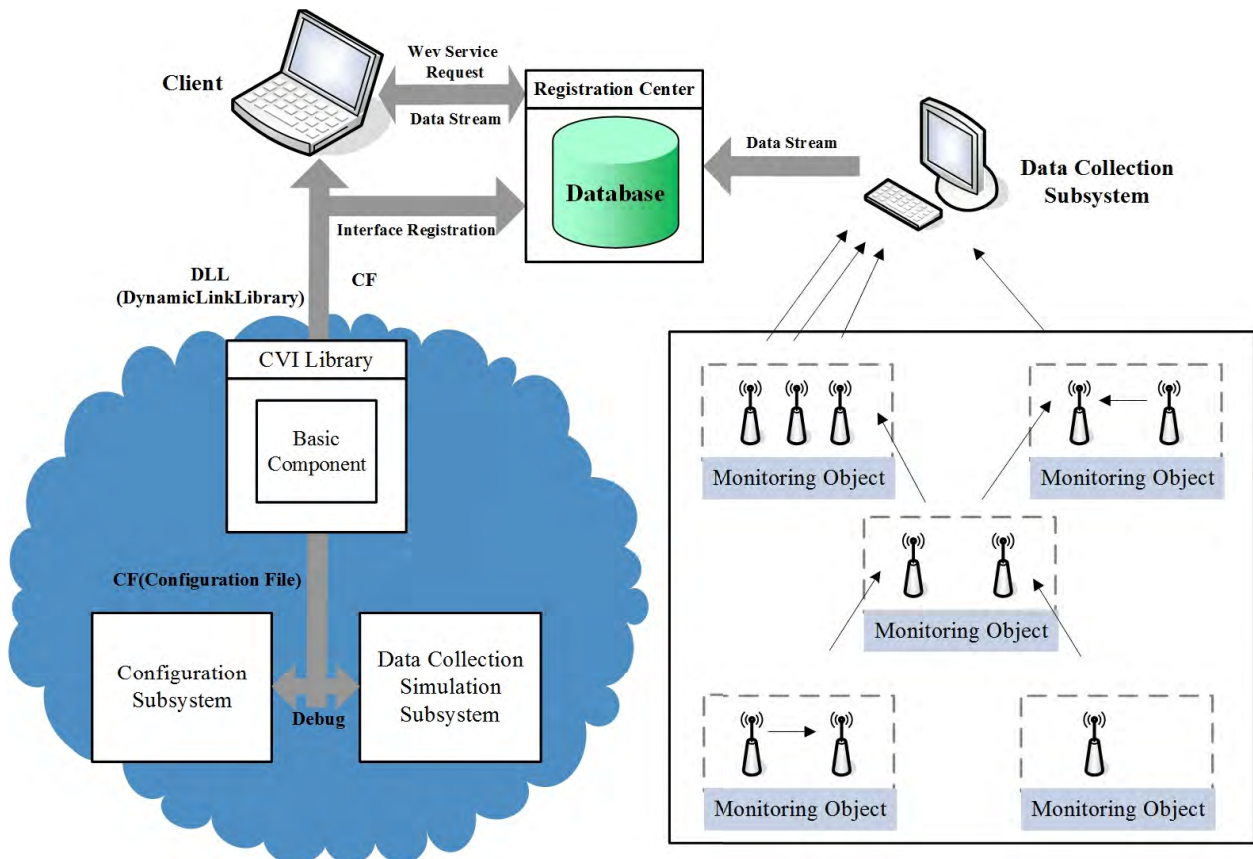 Wev Service
Request
Client
Data Stream
Registration Center
Database
Data Stream
Data Collection
Subsystem
Interface Registration
DLL
(DynamicLinkLibrary)
CF
CVI Library
Basic
Component
CF(Configuration File)
Configuration
Subsystem
Debug
Data Collection
Simulation
Subsystem
Monitoring Object
Monitoring Object
Monitoring Object
Monitoring Object
Monitoring Object